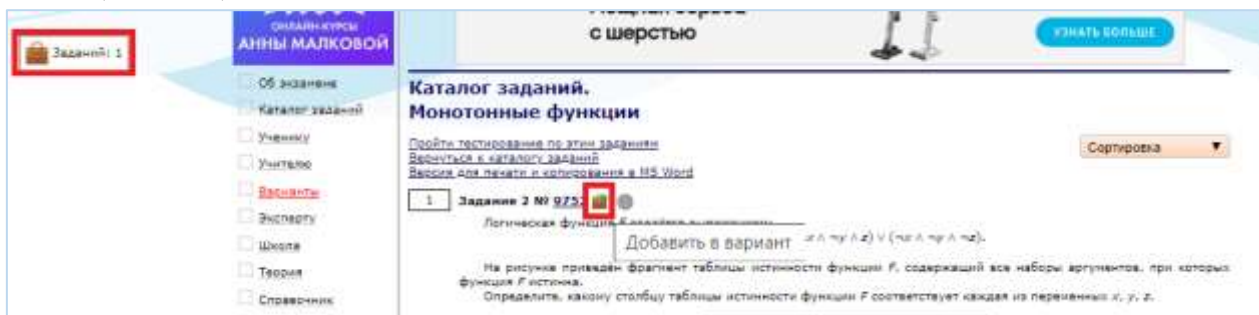 Заданий: 1
ОНЛАЙН-КУРСЫ
АННЫ МАЛКОВОЙ
с шерстью
УЗНАТЬ БОЛЬШЕ
Об экзамене
Каталог заданий
Ученику
Учителю
Варианты
Эксперту
Школа
Теория
Справочник
Каталог заданий.
Монотонные функции
Пройти тестирование по этим заданиям
Вернуться к каталогу заданий
Версия для печати и копирования в MS Word
Сортировка
1 Задание 2 № 975
Логическая функция F
Добавить в вариант
∧ ¬y ∧ z) ∨ (¬x ∧ ¬y ∧ ¬z).
На рисунке приведён фрагмент таблицы истинности функции F, содержащий все наборы аргументов, при которых
функция F истинна.
Определите, какому столбцу таблицы истинности функции F соответствует каждая из переменных x, y, z.